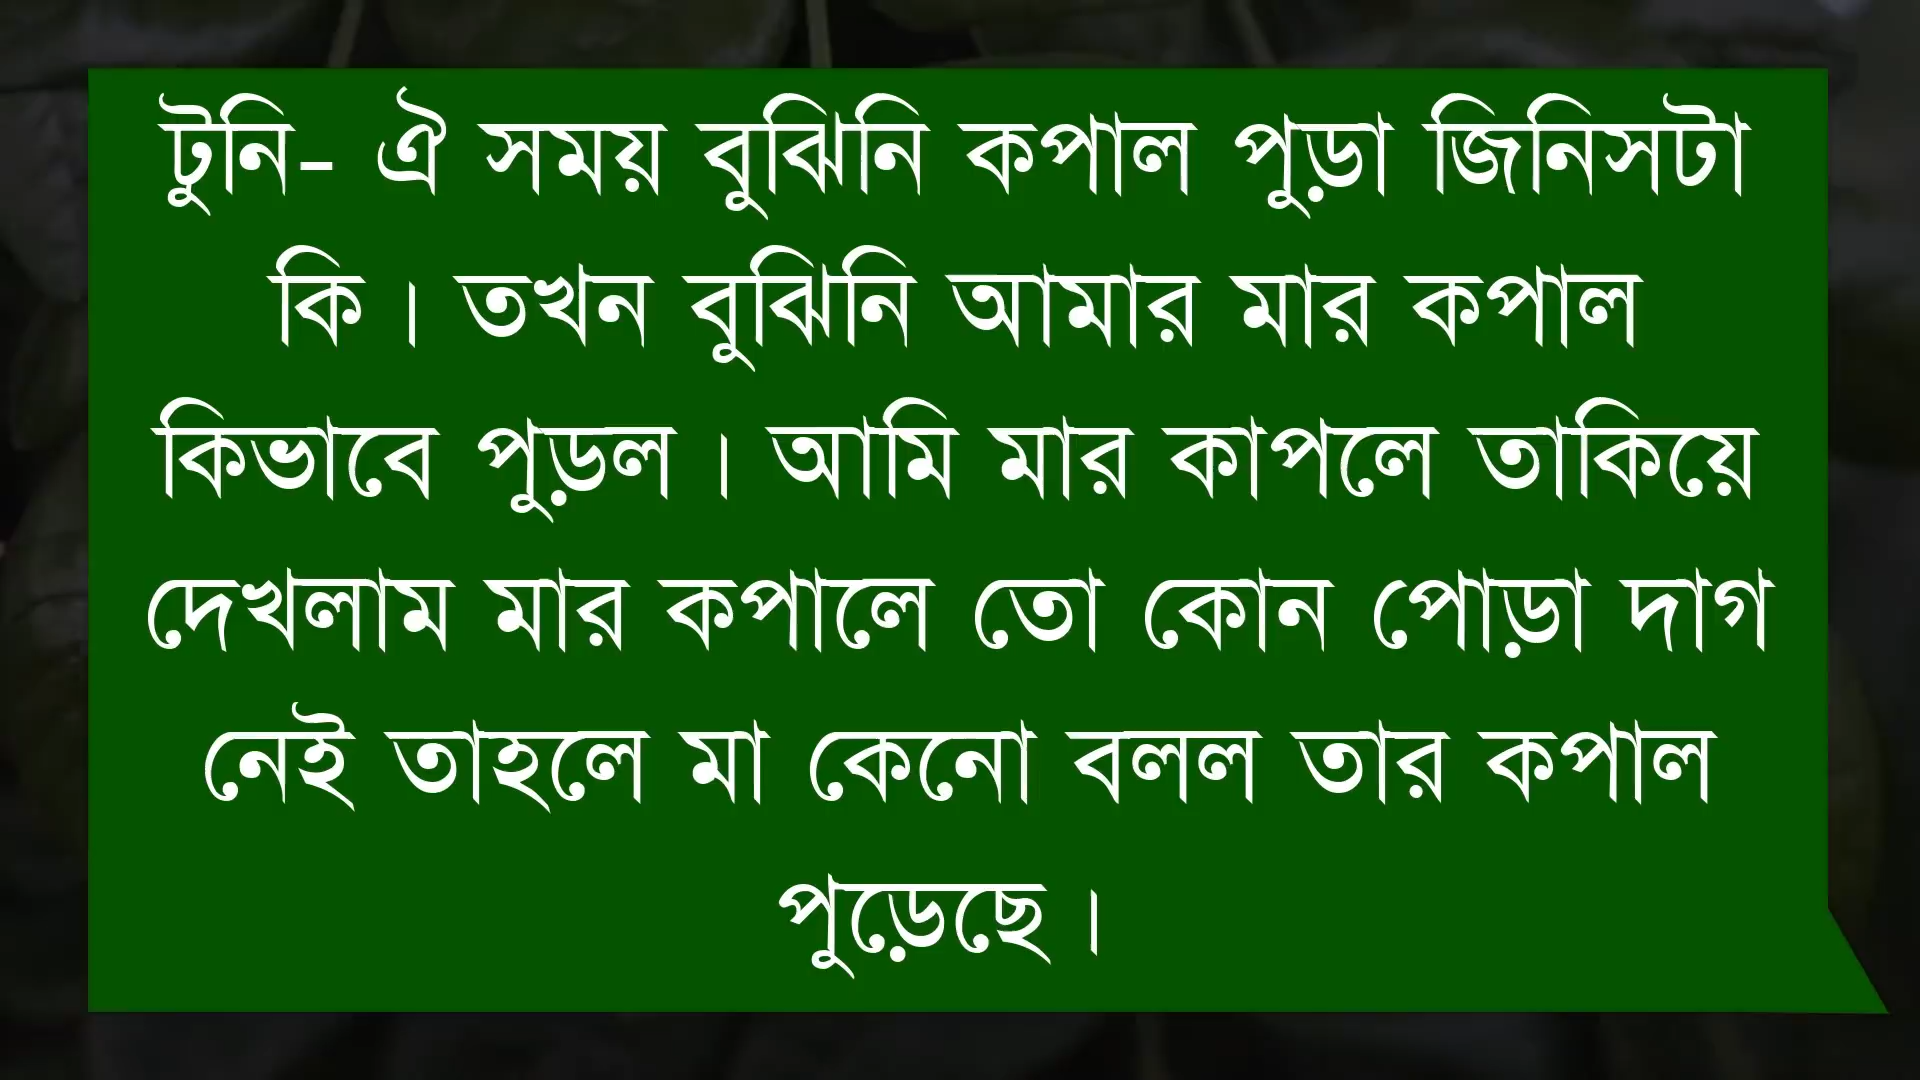 টুনি- ঐ সময় বুঝিনি কপাল পুড়া জিনিসটা
কি। তখন বুঝিনি আমার মার কপাল
কিভাবে পুড়ল। আমি মার কাপলে তাকিয়ে
দেখলাম মার কপালে তো কোন পোড়া দাগ
নেই তাহলে মা কেনো বলল তার কপাল
পুড়েছে।